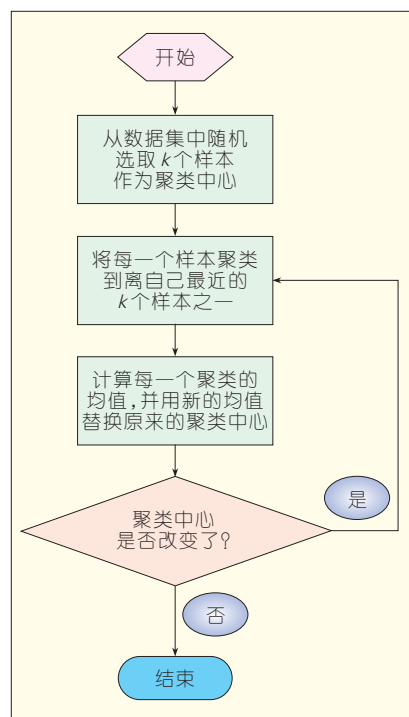 开始
从数据集中随机
选取k个样本
作为聚类中心
将每一个样本聚类
到离自己最近的
k个样本之一
计算每一个聚类的
均值,并用新的均值
替换原来的聚类中心
聚类中心
是否改变了?
是
否
结束